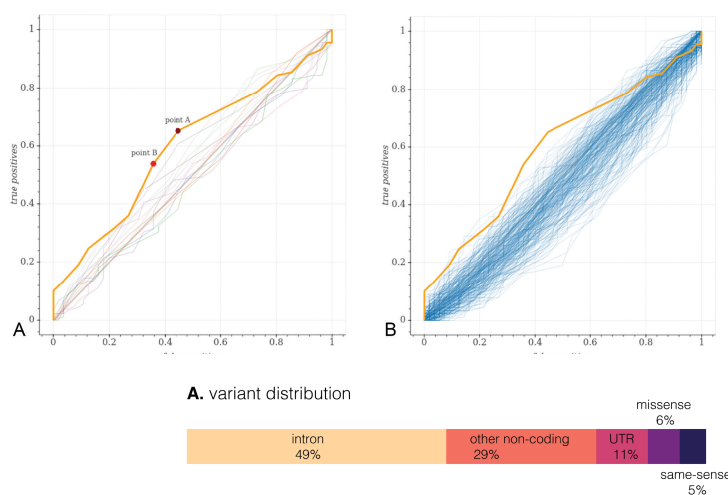 1
0.8
0.6
0.4
0.2
0
true positives
point A
point B
0
0.2
0.4
0.6
0.8
1
A
1
0.8
0.6
0.4
0.2
0
true positives
0
0.2
0.4
0.6
0.8
1
B
A. variant distribution
missense
6%
intron
49%
other non-coding
29%
UTR
11%
same-sense
5%